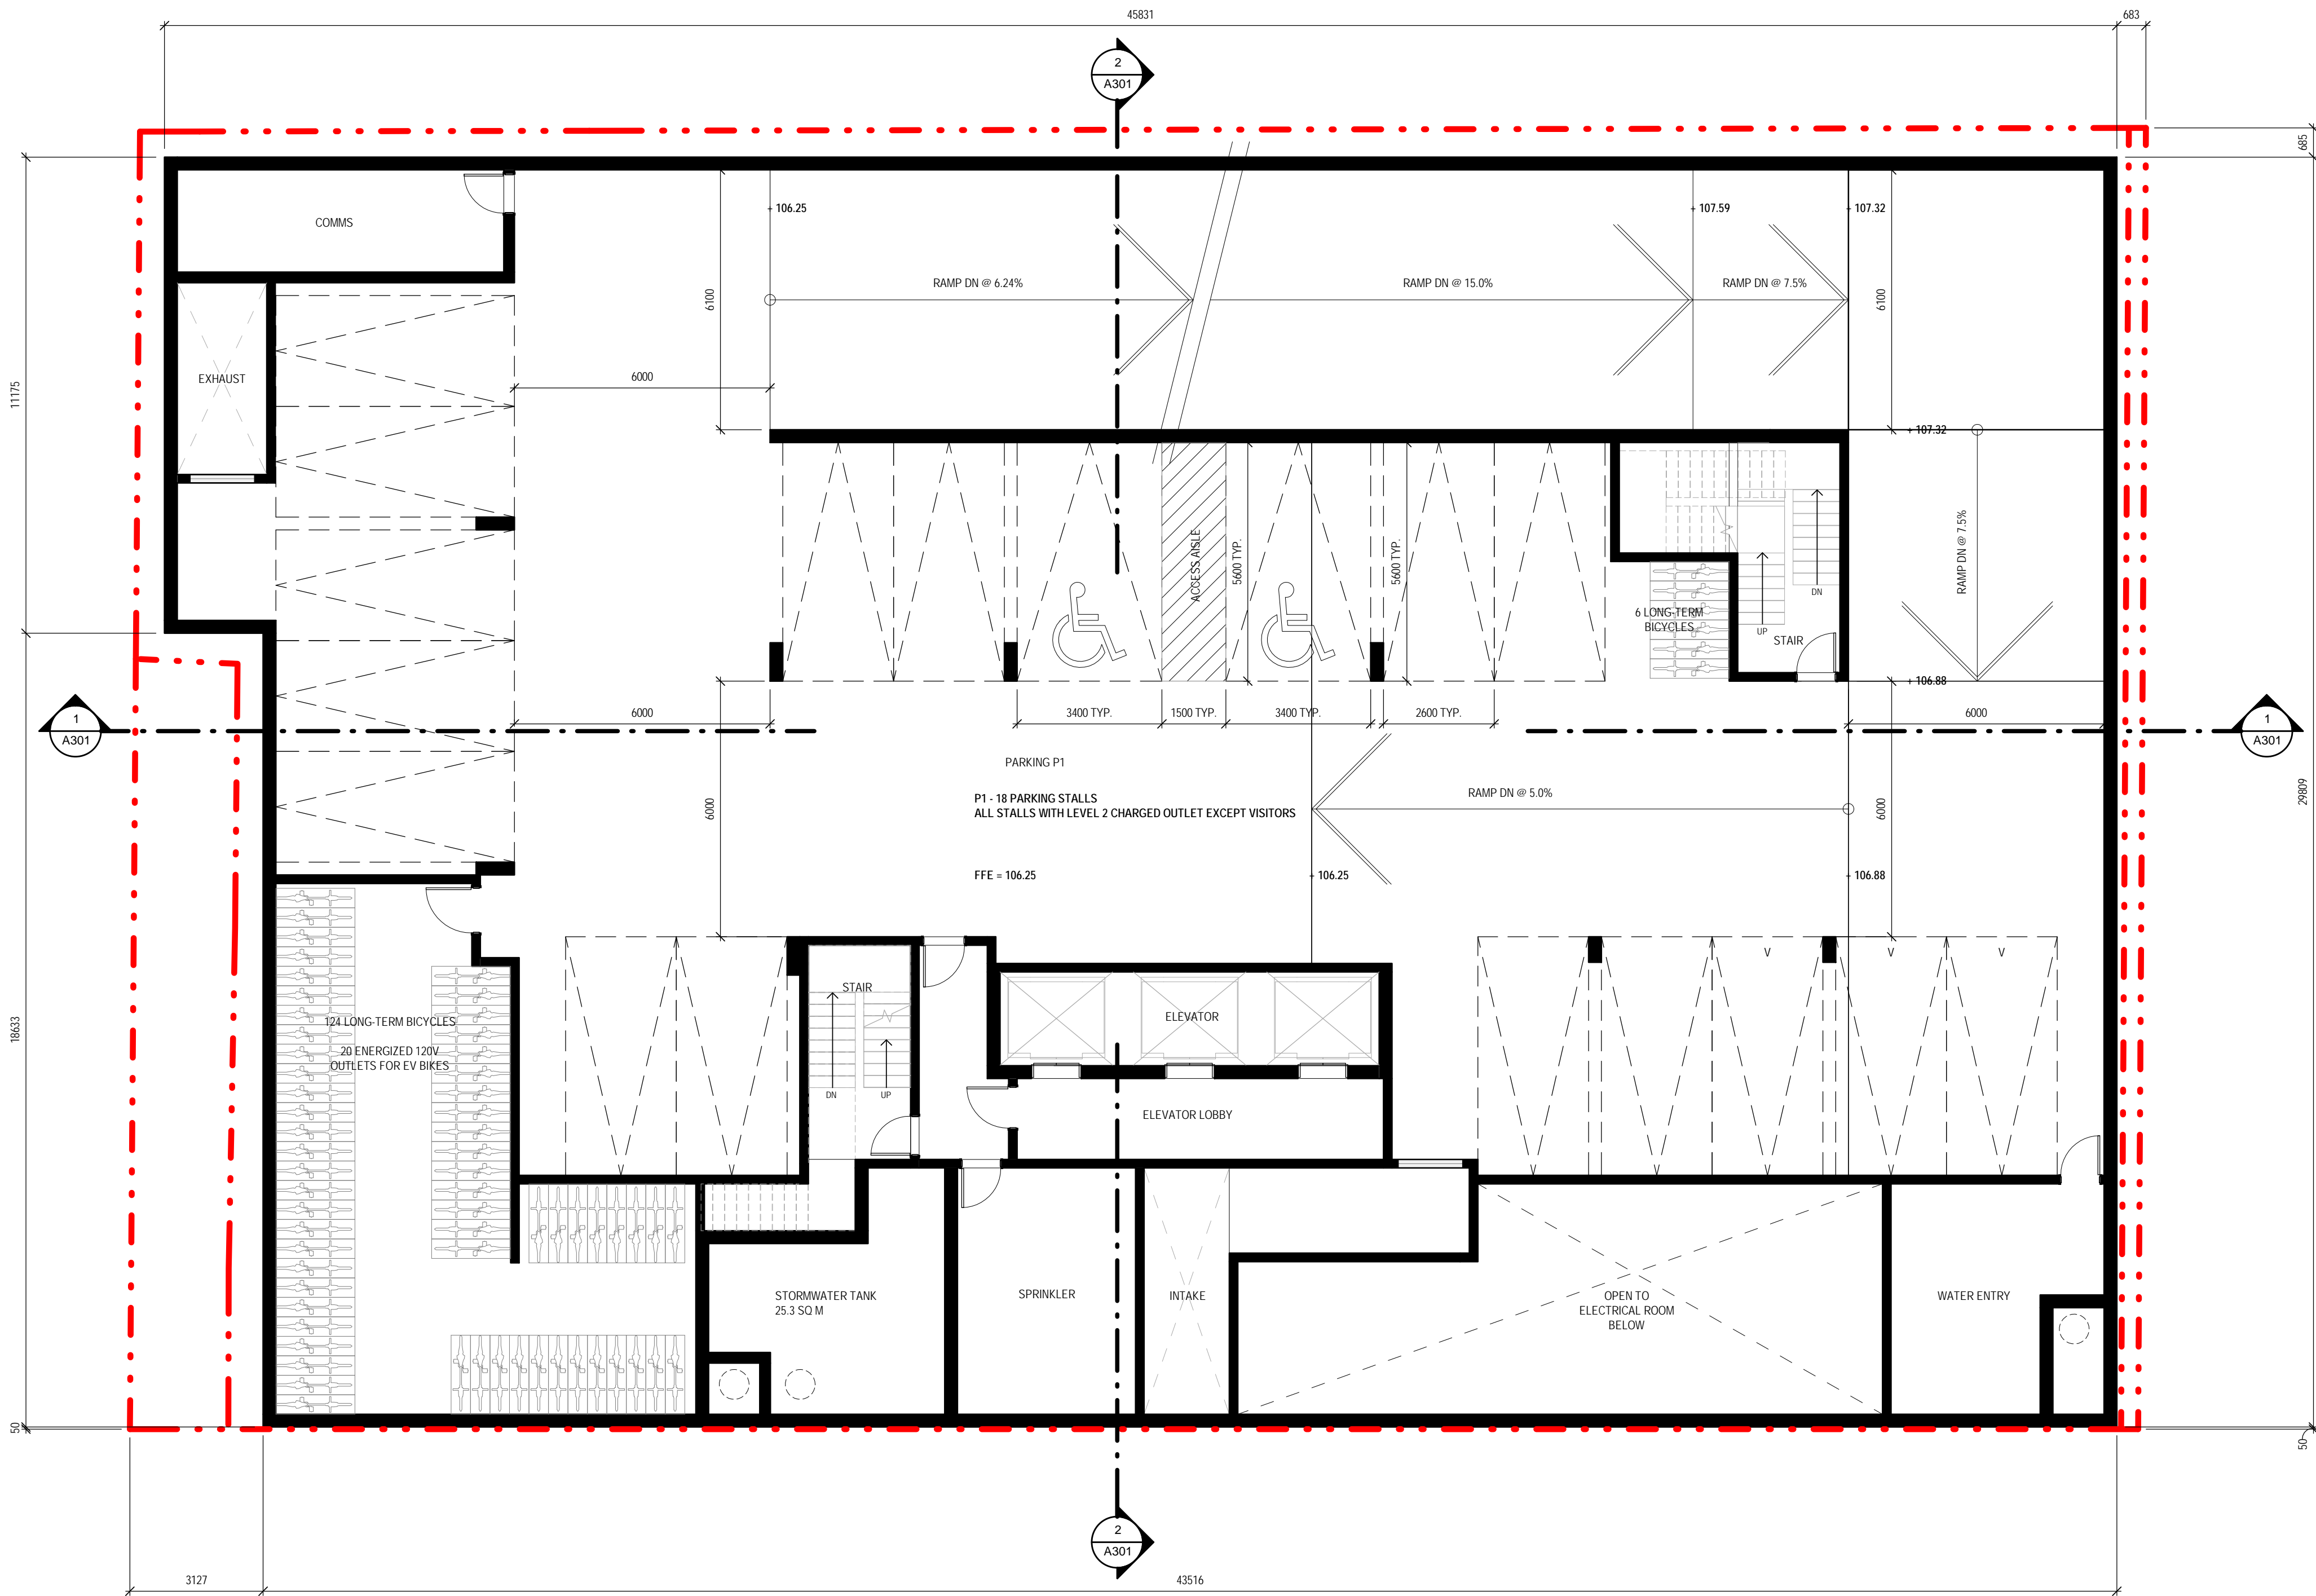 45831
683
2
A301
685
COMMS
+ 106.25
+ 107.59
+ 107.32
RAMP DN @ 6.24%
RAMP DN @ 15.0%
RAMP DN @ 7.5%
6100
6100
EXHAUST
6000
11175
+ 107.32
ACCESS AISLE
5600 TYP.
5600 TYP.
RAMP DN @ 7.5%
DN
6 LONG-TERM
BICYCLES
UP
STAIR
+ 106.88
1
A301
6000
3400 TYP.
1500 TYP.
3400 TYP.
2600 TYP.
6000
1
A301
PARKING P1
P1 - 18 PARKING STALLS
ALL STALLS WITH LEVEL 2 CHARGED OUTLET EXCEPT VISITORS
RAMP DN @ 5.0%
6000
6000
29809
FFE = 106.25
+ 106.25
+ 106.88
V
V
V
STAIR
18633
124 LONG-TERM BICYCLES
20 ENERGIZED 120V
OUTLETS FOR EV BIKES
ELEVATOR
DN
UP
ELEVATOR LOBBY
STORMWATER TANK
25.3 SQ M
SPRINKLER
INTAKE
OPEN TO
ELECTRICAL ROOM
BELOW
WATER ENTRY
50
50
2
A301
3127
43516